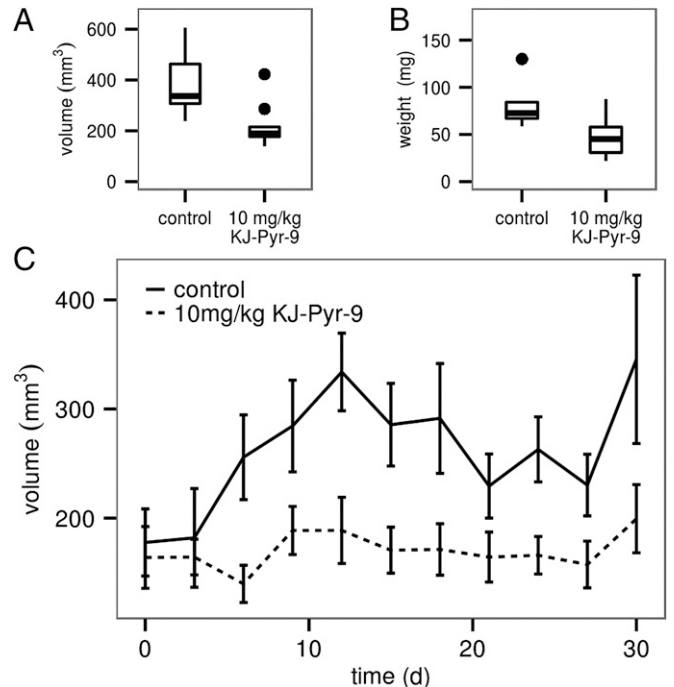 A
volume (mm³)
600
400
200
0
control
10 mg/kg
KJ-Pyr-9
B
weight (mg)
150
100
50
0
control
10 mg/kg
KJ-Pyr-9
C
volume (mm³)
400
300
200
control
10mg/kg KJ-Pyr-9
0
10
20
30
time (d)